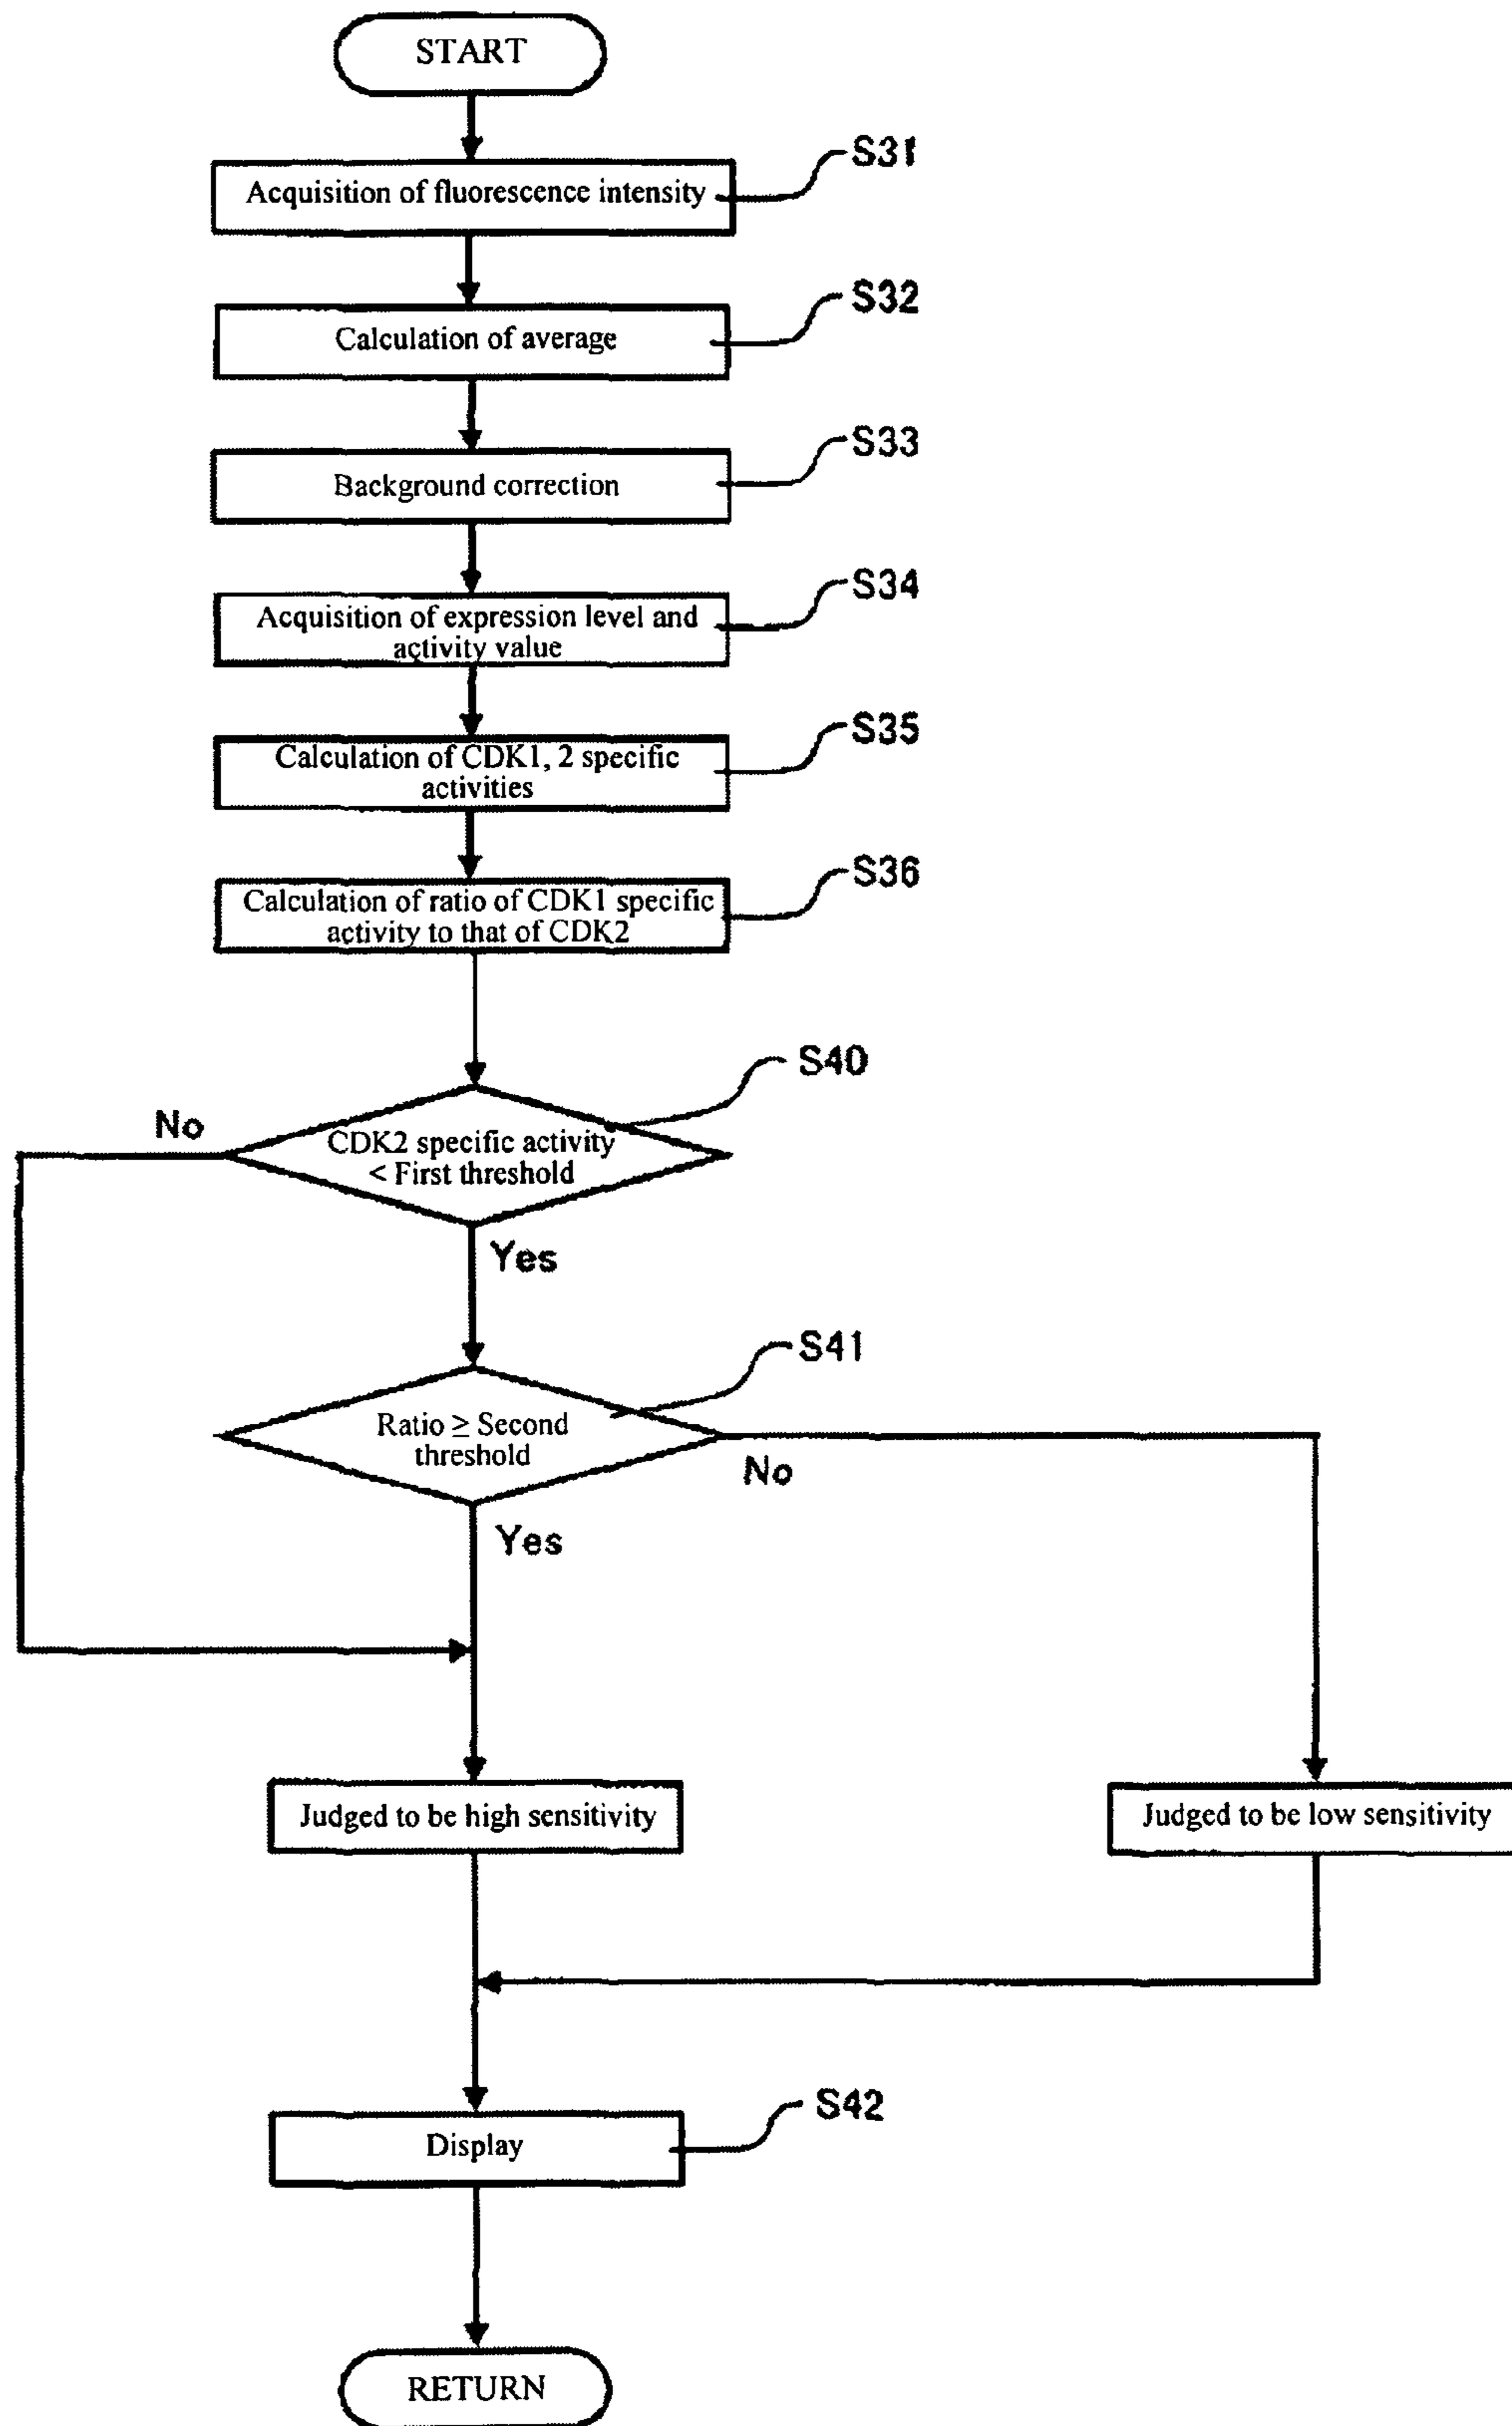 START
S31
Acquisition of fluorescence intensity
S32
Calculation of average
S33
Background correction
S34
Acquisition of expression level and
activity value
S35
Calculation of CDK1, 2 specific
activities
S36
Calculation of ratio of CDK1 specific
activity to that of CDK2
S40
No
CDK2 specific activity
< First threshold
Yes
S41
Ratio ≥ Second
threshold
No
Yes
Judged to be high sensitivity
Judged to be low sensitivity
S42
Display
RETURN